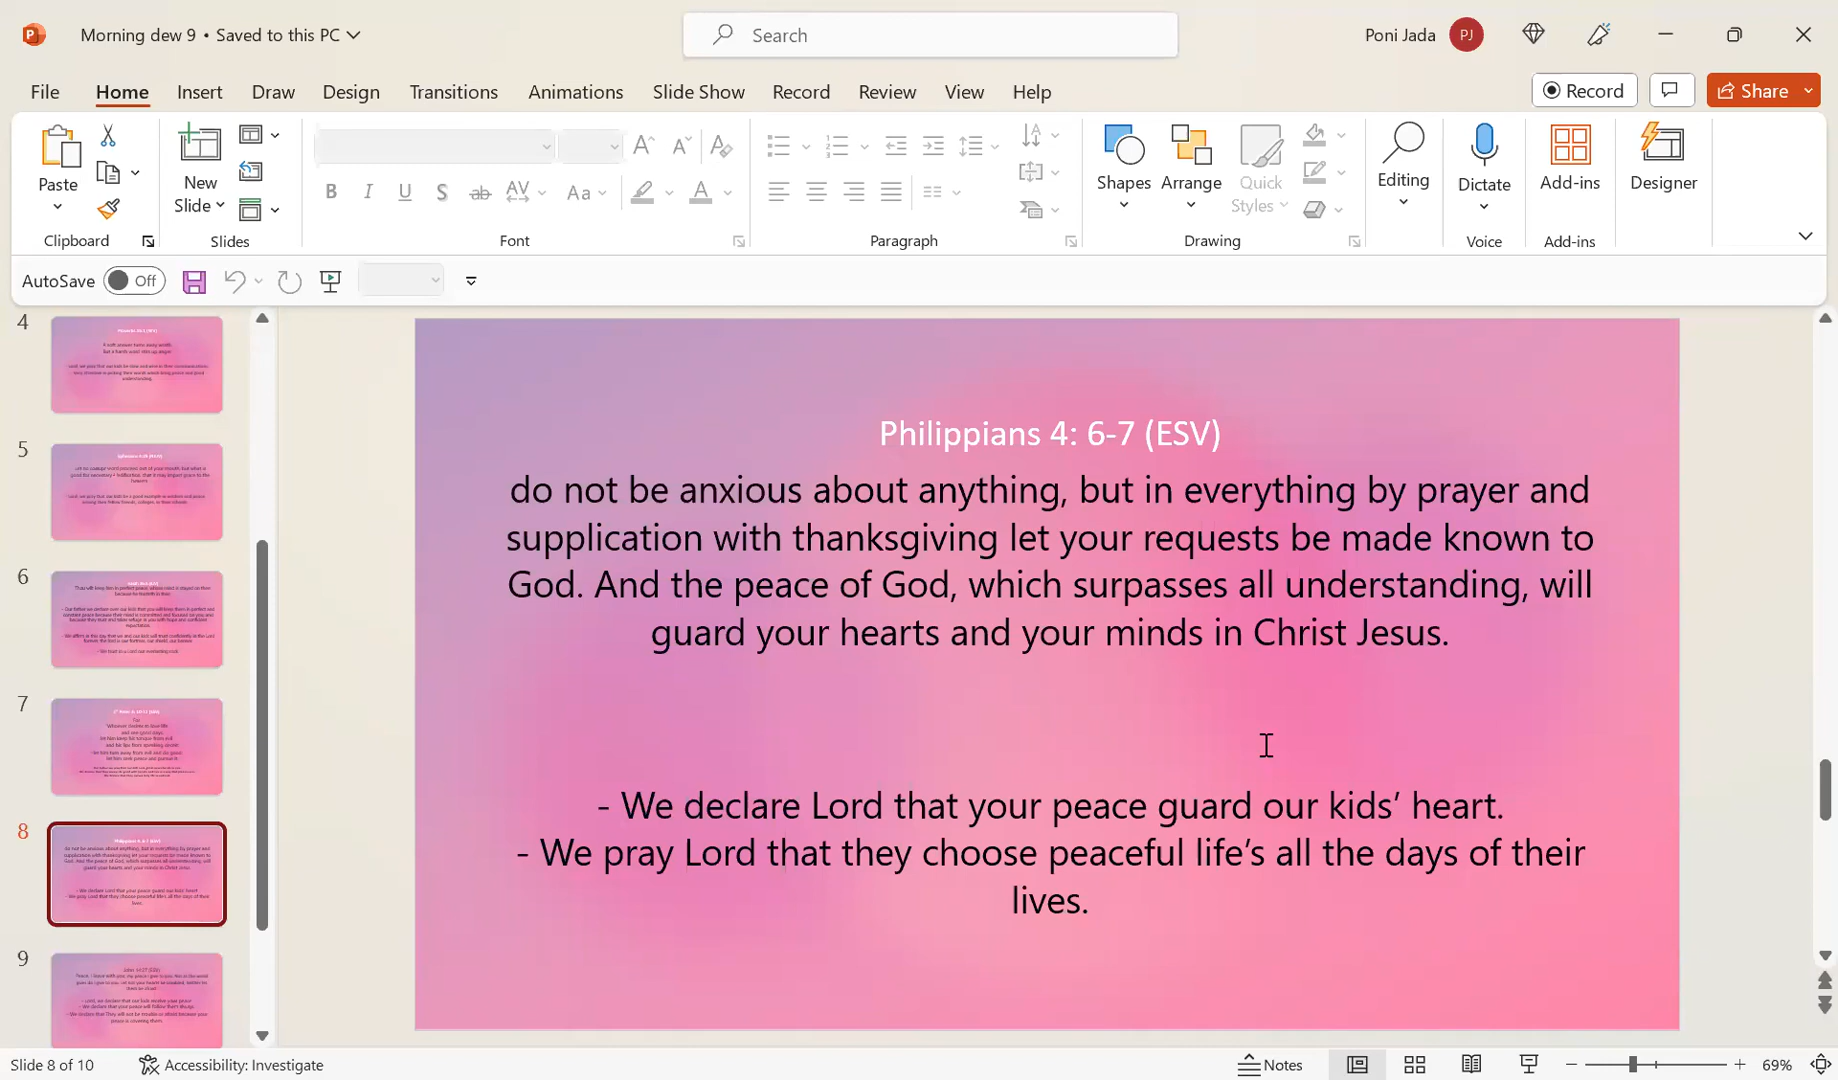 Morning dew 9 • Saved to this PC
Search
Poni Jada
PJ
File
Home
Insert
Draw
Design
Transitions
Animations
Slide Show
Record
Review
View
Help
Record
Share
Paste
New
Slide
Shapes
Arrange
Quick
Styles
Editing
Dictate
Add-ins
Designer
Clipboard
Slides
Font
Paragraph
Drawing
Voice
Add-ins
AutoSave
Off
4
5
6
7
8
9
Philippians 4: 6-7 (ESV)
do not be anxious about anything, but in everything by prayer and
supplication with thanksgiving let your requests be made known to
God. And the peace of God, which surpasses all understanding, will
guard your hearts and your minds in Christ Jesus.
- We declare Lord that your peace guard our kids’ heart.
- We pray Lord that they choose peaceful life’s all the days of their
lives.
Slide 8 of 10
Accessibility: Investigate
Notes
69%